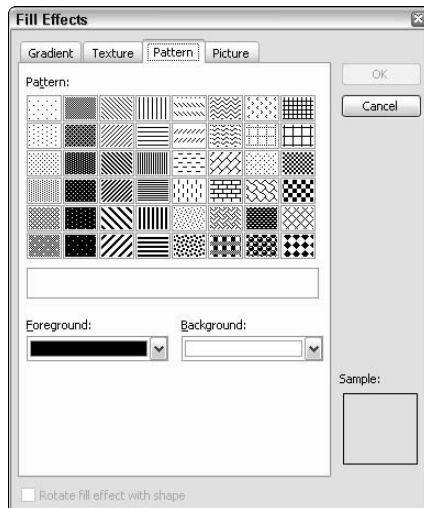 Fill Effects
Gradient Texture Pattern Picture
OK
Pattern:
Cancel
Foreground: Background:
Sample:
Rotate fill effect with shape